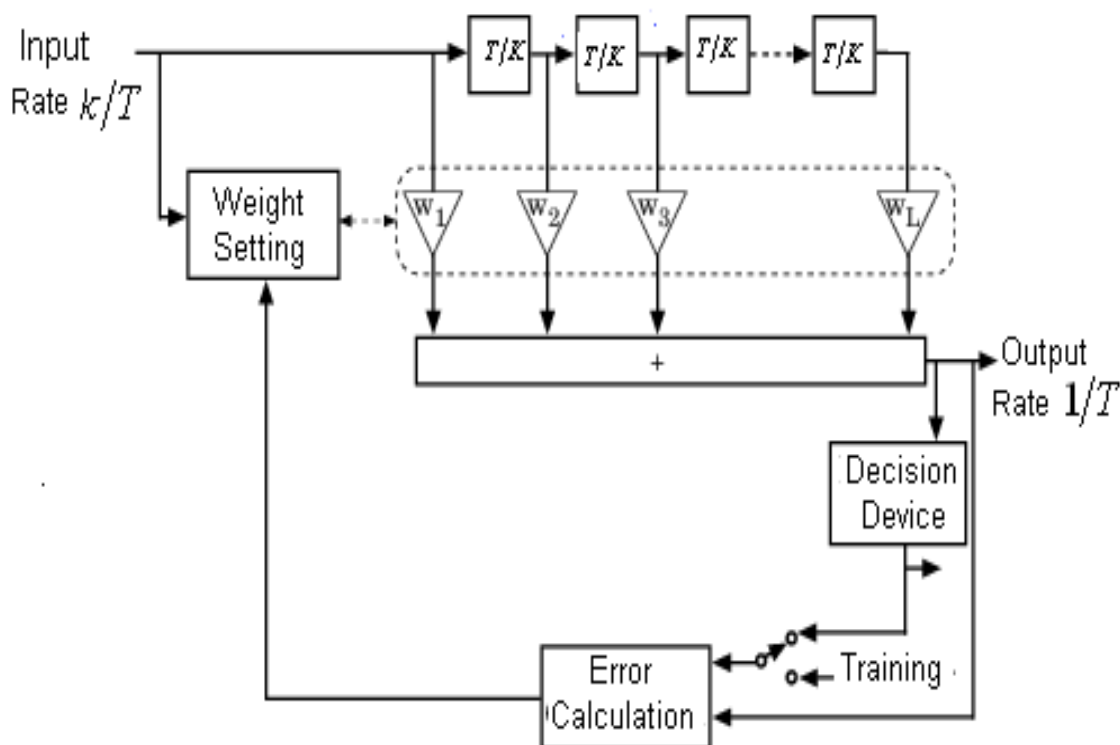 Input
Rate k/T
T/K
T/K
T/K
T/K
Weight
Setting
w1
w2
w3
wL
+
Output
Rate 1/T
Decision
Device
Training
Error
Calculation